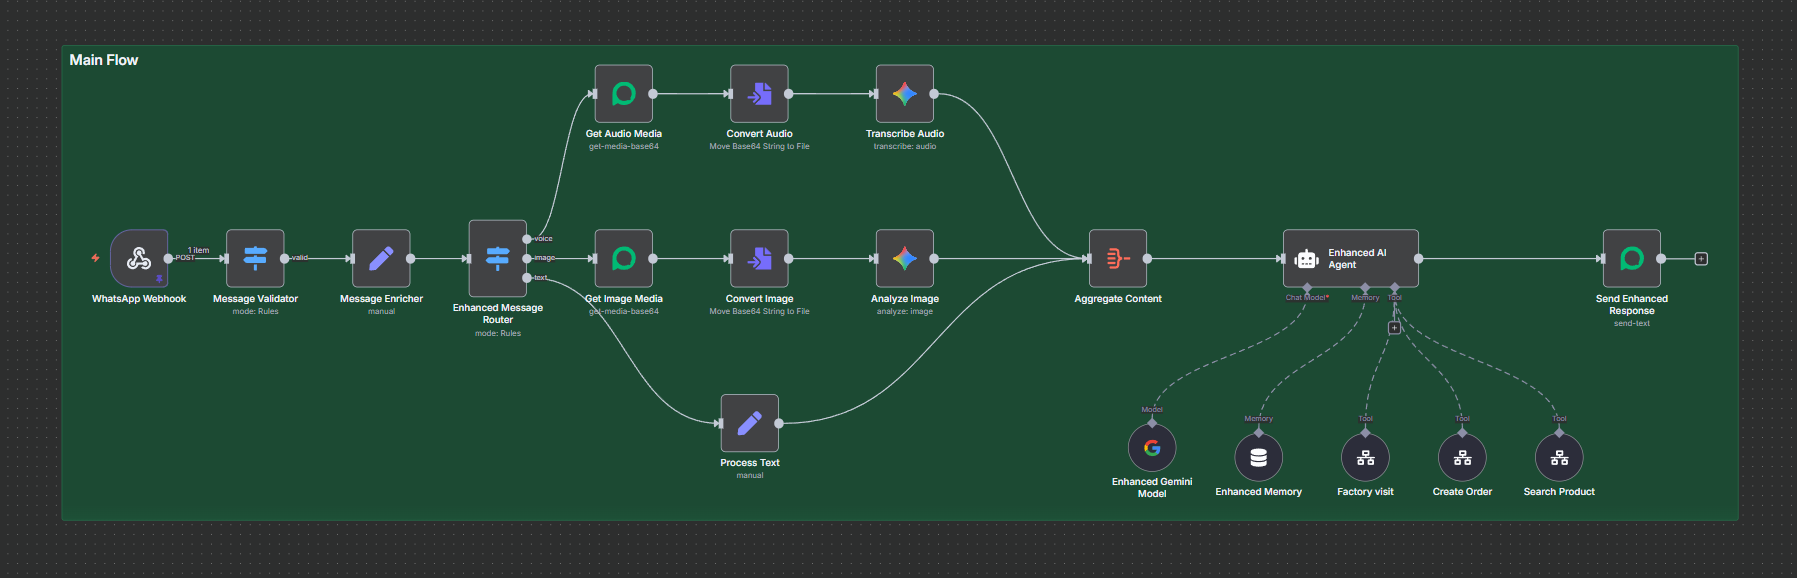 Main Flow
Get Audio Media
get-media-base64
Convert Audio
Move Base64 String to File
Transcribe Audio
transcribe: audio
WhatsApp Webhook
1 item
POST
Message Validator
mode: Rules
valid
Message Enricher
manual
Enhanced Message
Router
mode: Rules
voice
image
text
Get Image Media
get-media-base64
Convert Image
Move Base64 String to File
Analyze Image
analyze: image
Process Text
manual
Aggregate Content
Enhanced AI
Agent
Chat Model*
Memory
Tool
+
Send Enhanced
Response
send-text
+
Model
Enhanced Gemini
Model
Memory
Enhanced Memory
Tool
Factory visit
Tool
Create Order
Tool
Search Product